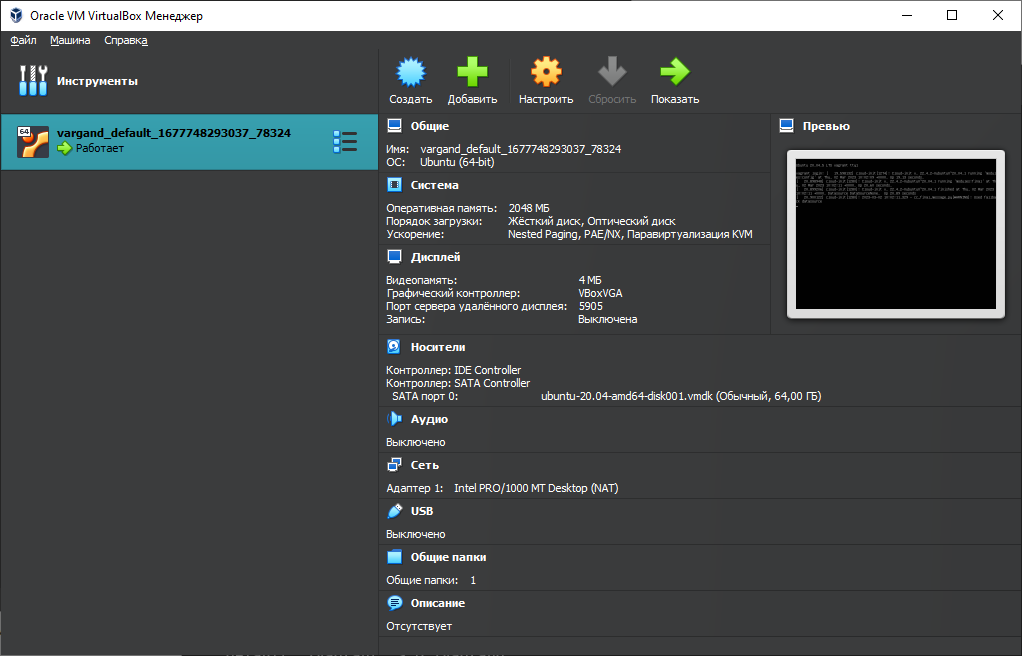 Oracle VM VirtualBox Менеджер
Файл Машина Справка
Инструменты
Создать Добавить Настроить Сбросить Показать
64
vargand_default_1677748293037_78324
Работает
Общие
Имя: vargand_default_1677748293037_78324
ОС: Ubuntu (64-bit)
Превью
Система
Оперативная память: 2048 МБ
Порядок загрузки: Жёсткий диск, Оптический диск
Ускорение: Nested Paging, PAE/NX, Паравиртуализация KVM
Дисплей
Видеопамять: 4 МБ
Графический контроллер: VBoxVGA
Порт сервера удалённого дисплея: 5905
Запись: Выключена
Носители
Контроллер: IDE Controller
Контроллер: SATA Controller
SATA порт 0: ubuntu-20.04-amd64-disk001.vmdk (Обычный, 64,00 ГБ)
Аудио
Выключено
Сеть
Адаптер 1: Intel PRO/1000 MT Desktop (NAT)
USB
Выключено
Общие папки
Общие папки: 1
Описание
Отсутствует